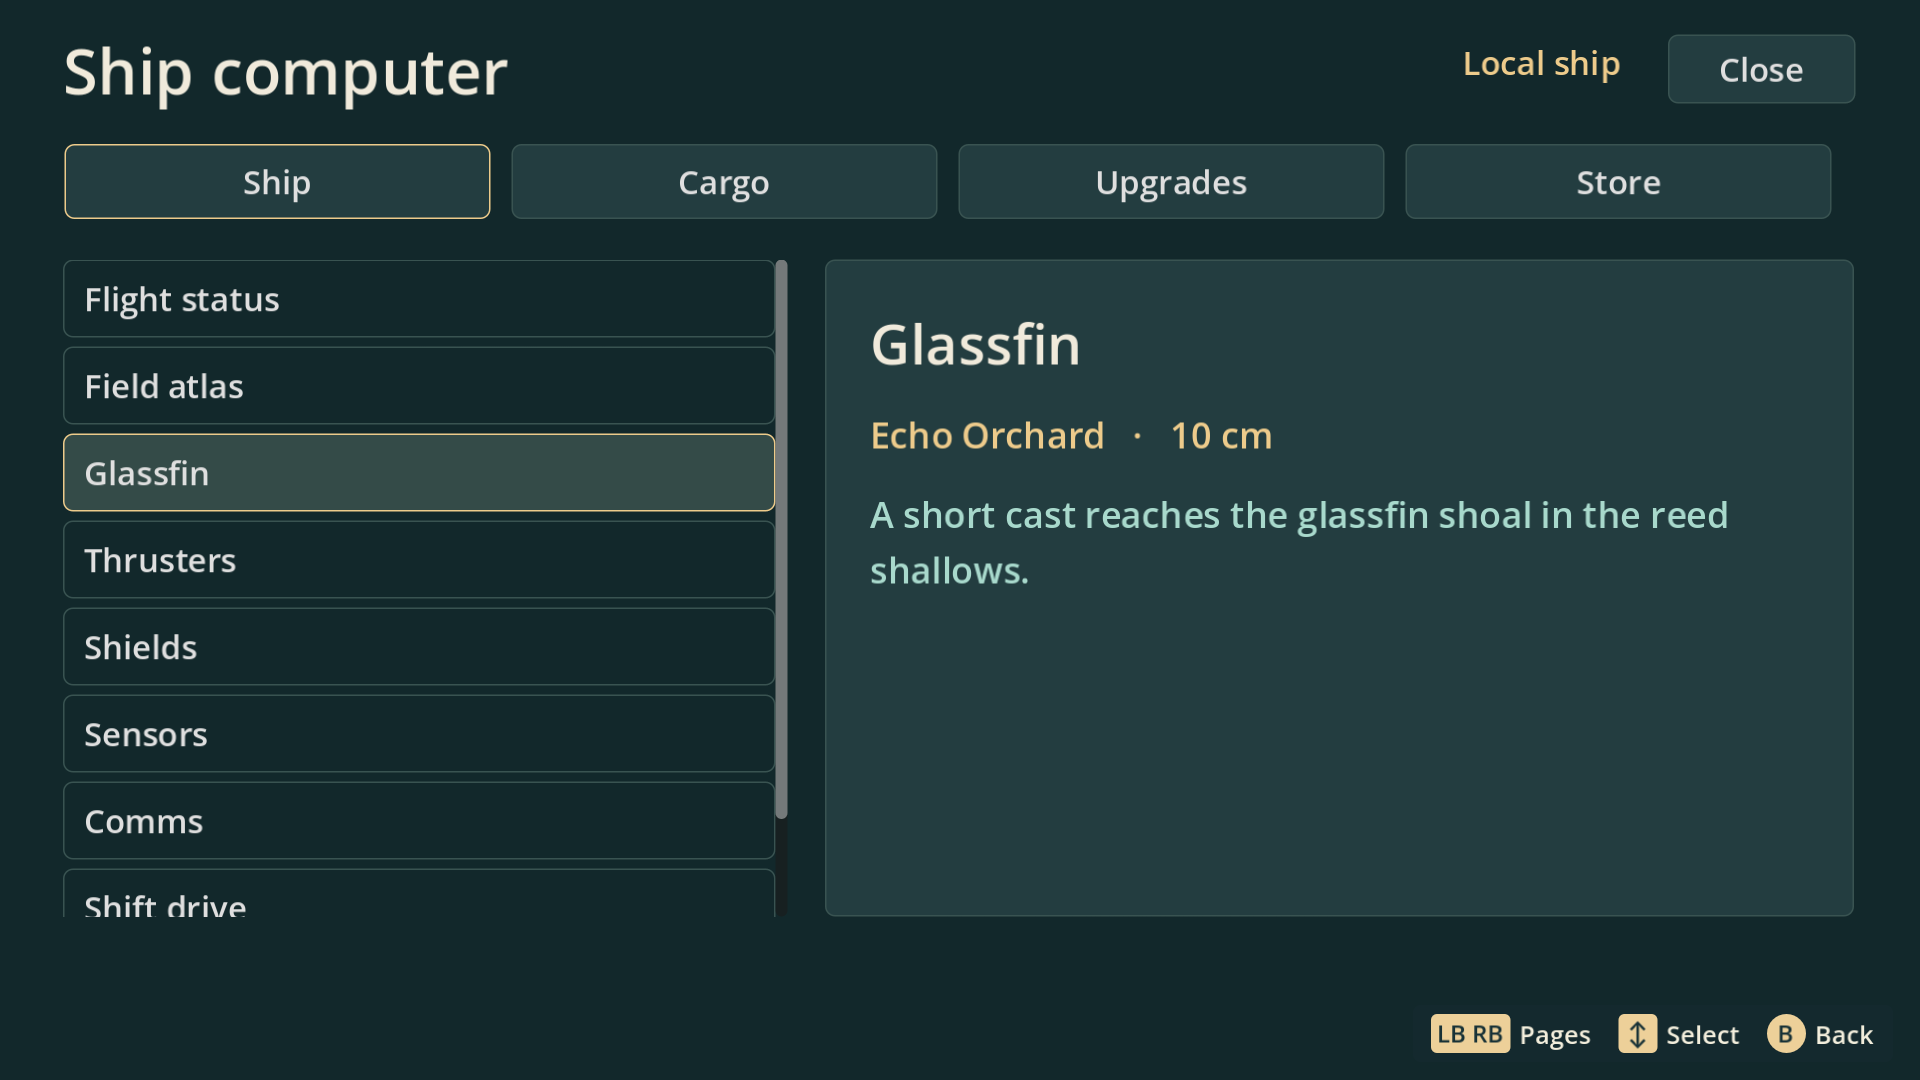 Ship computer
Local ship
Close
Ship
Cargo
Upgrades
Store
Flight status
Field atlas
Glassfin
Thrusters
Shields
Sensors
Comms
Shift drive
Glassfin
Echo Orchard · 10 cm
A short cast reaches the glassfin shoal in the reed
shallows.
LB RB Pages
Select
B Back